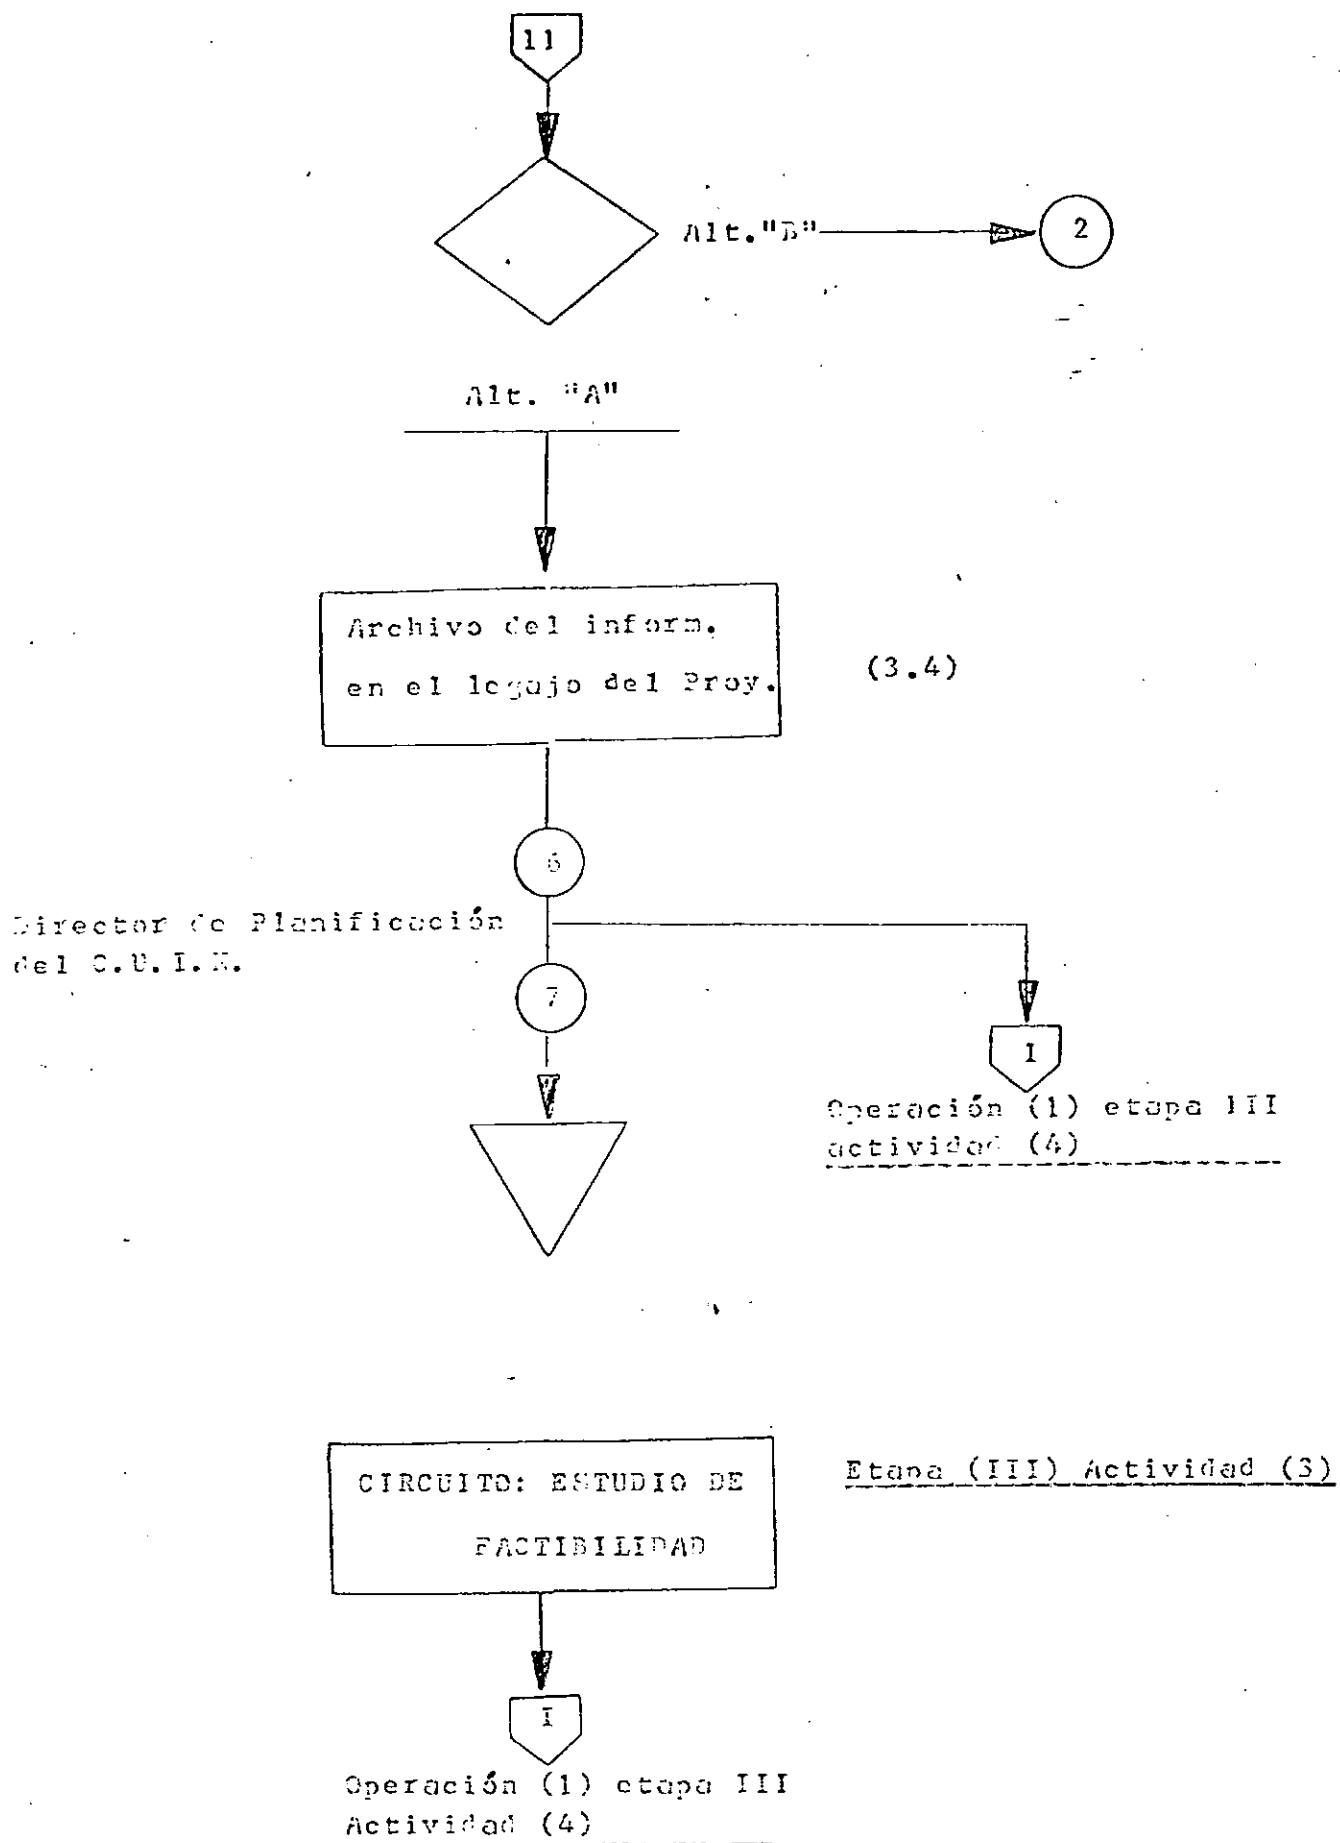 11
Alt."B"
2
Alt. "A"
Archivo del inform.
en el legajo del Proy.
(3.4)
6
Director de Planificación
del C.U.I.M.
7
I
Operación (1) etapa III
actividad (4)
CIRCUITO: ESTUDIO DE
FACTIBILIDAD
Etapa (III) Actividad (3)
I
Operación (1) etapa III
Actividad (4)